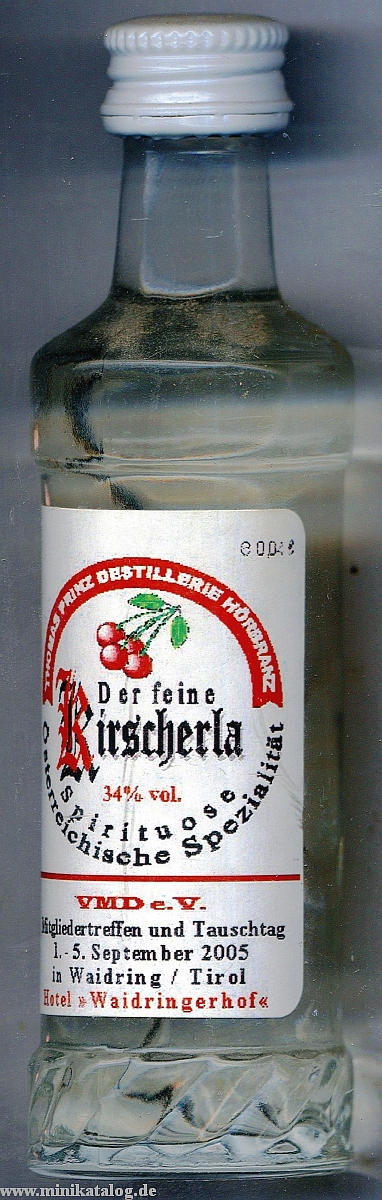 THOMAS PRINZ DESTILLERIE HÖRBRANZ
Der feine
Kirscherla
34% vol.
Spirituose
Österreichische Spezialität
VMD e.V.
Mitgliedertreffen und Tauschtag
1.-5. September 2005
in Waidring / Tirol
Hotel »Waidringerhof«
www.minikatalog.de